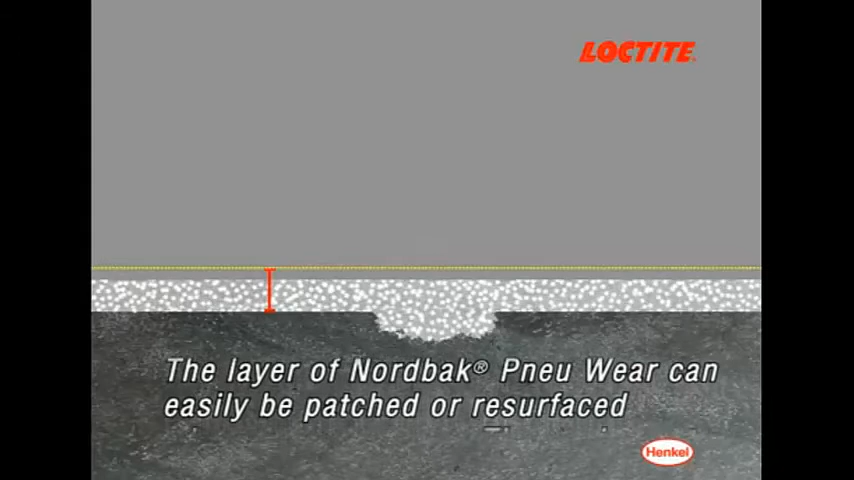 LOCTITE
The layer of Nordbak® Pneu Wear can
easily be patched or resurfaced
Henkel